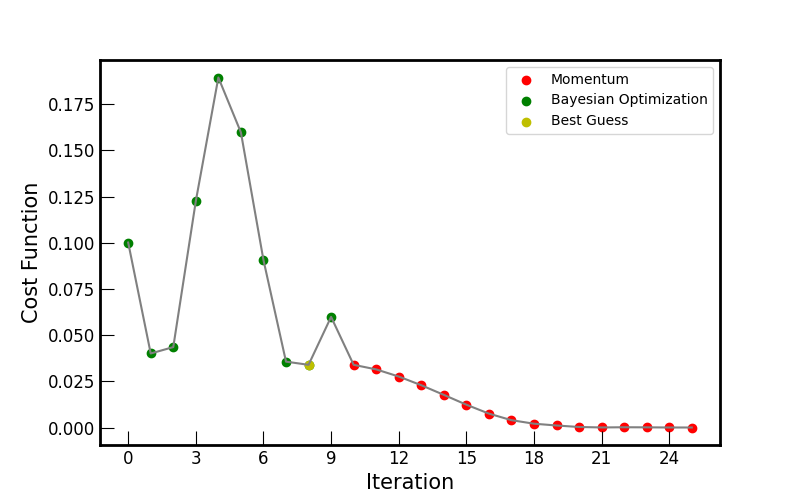 Momentum
Bayesian Optimization
Best Guess
0.175
0.150
0.125
0.100
0.075
0.050
0.025
0.000
Cost Function
0 3 6 9 12 15 18 21 24
Iteration